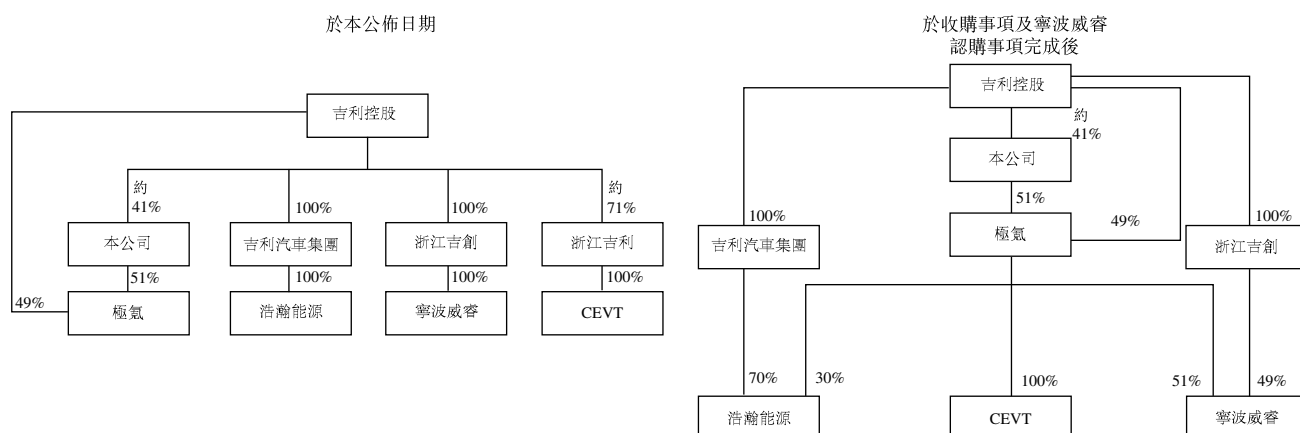 於本公佈日期
吉利控股
約
41%
100%
100%
約
71%
本公司
吉利汽車集團
浙江吉創
浙江吉利
51%
100%
100%
100%
49%
極氪
浩瀚能源
寧波威睿
CEVT
於收購事項及寧波威睿
認購事項完成後
吉利控股
約
41%
本公司
51%
100%
49%
100%
吉利汽車集團
極氪
浙江吉創
70%
30%
100%
51%
49%
浩瀚能源
CEVT
寧波威睿